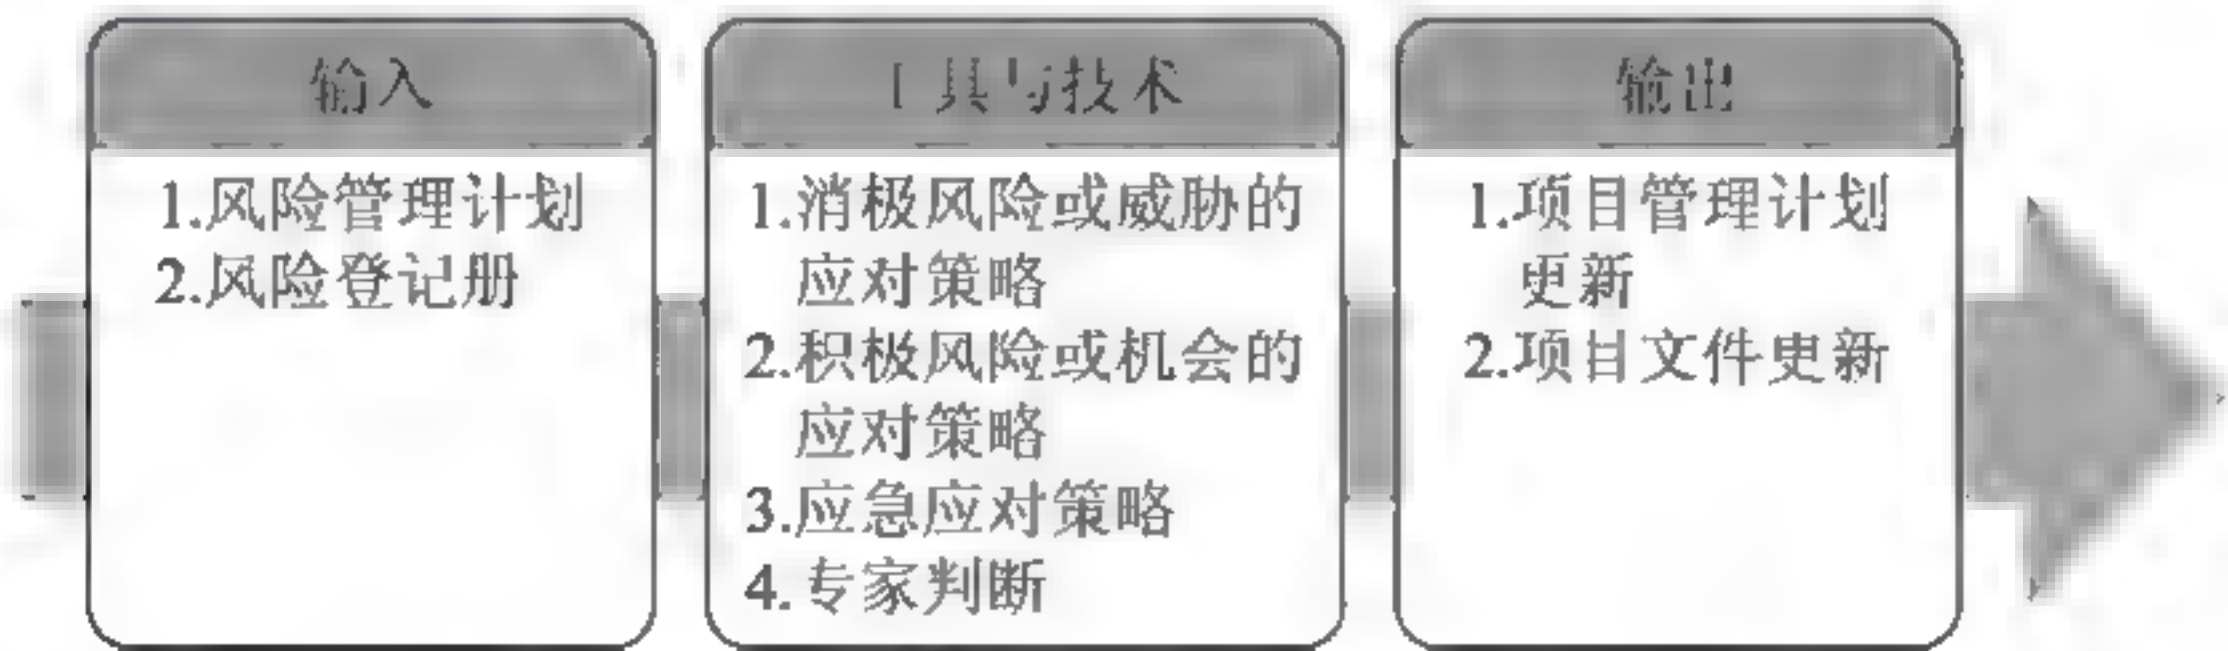 输入
1.风险管理计划
2.风险登记册
工具与技术
1.消极风险或威胁的
应对策略
2.积极风险或机会的
应对策略
3.应急应对策略
4.专家判断
输出
1.项目管理计划
更新
2.项目文件更新